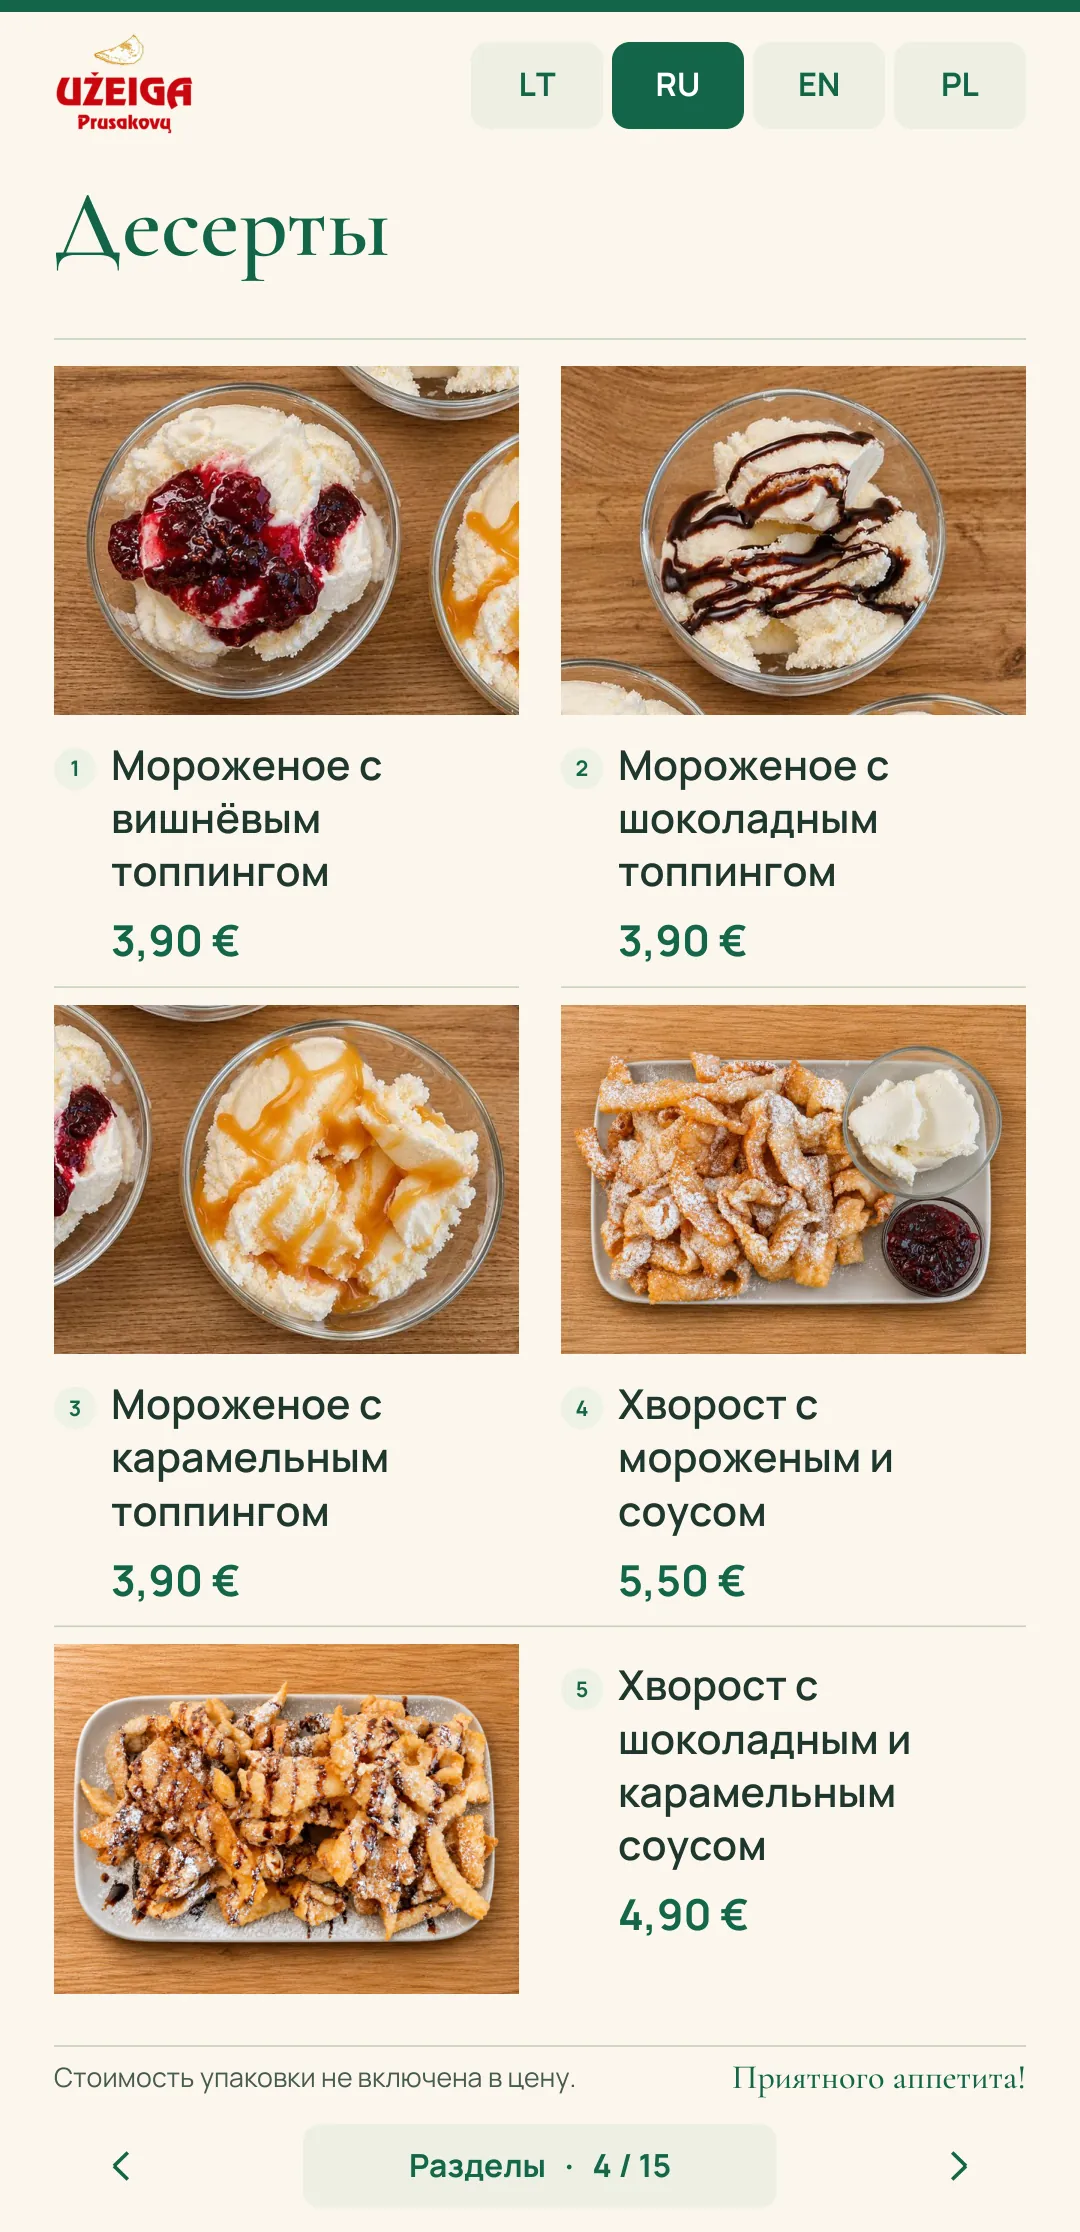 UŽEIGA
Prusakovų
LT
RU
EN
PL
Десерты
1
Мороженое с
вишнёвым
топпингом
3,90 €
2
Мороженое с
шоколадным
топпингом
3,90 €
3
Мороженое с
карамельным
топпингом
3,90 €
4
Хворост с
мороженым и
соусом
5,50 €
5
Хворост с
шоколадным и
карамельным
соусом
4,90 €
Стоимость упаковки не включена в цену.
Приятного аппетита!
Разделы · 4 / 15